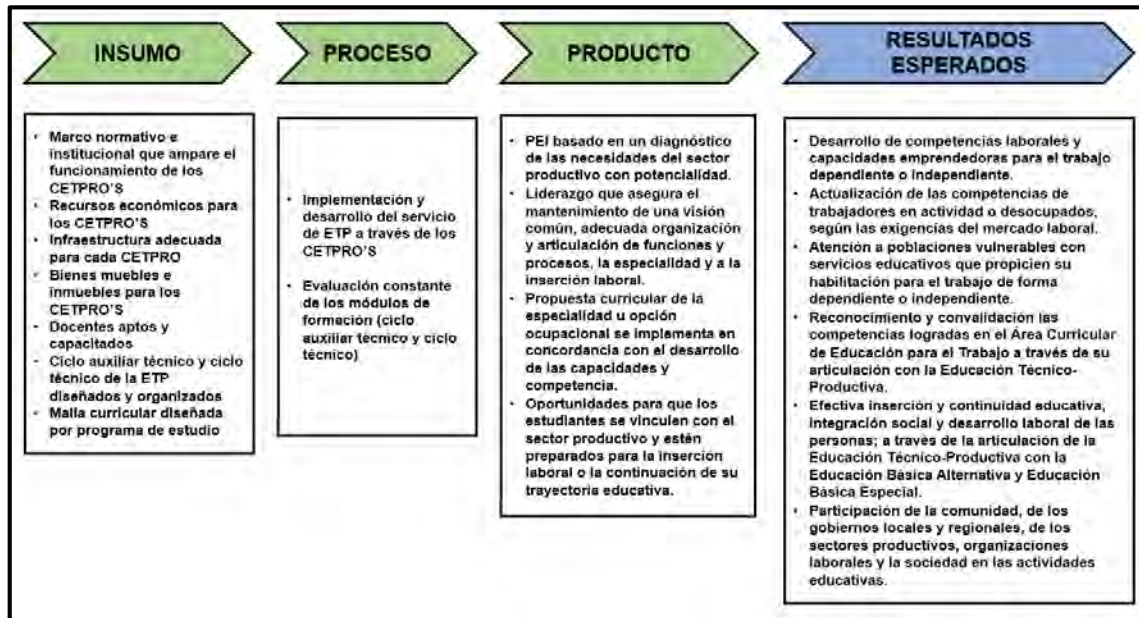 INSUMO
PROCESO
PRODUCTO
RESULTADOS
ESPERADOS
• Marco normativo e
institucional que ampare el
funcionamiento de los
CETPRO'S
• Recursos económicos para
los CETPRO'S
• Infraestructura adecuada
para cada CETPRO
• Bienes muebles e
inmuebles para los
CETPRO'S
• Docentes aptos y
capacitados
• Ciclo auxiliar técnico y ciclo
técnico de la ETP
diseñados y organizados
• Malla curricular diseñada
por programa de estudio
• Implementación y
desarrollo del servicio
de ETP a través de los
CETPRO'S
• Evaluación constante
de los módulos de
formación (ciclo
auxiliar técnico y ciclo
técnico)
• PEI basado en un diagnóstico
de las necesidades del sector
productivo con potencialidad.
• Liderazgo que asegura el
mantenimiento de una visión
común, adecuada organización
y articulación de funciones y
procesos, la especialidad y a la
inserción laboral.
• Propuesta curricular de la
especialidad u opción
ocupacional se implementa en
concordancia con el desarrollo
de las capacidades y
competencia.
• Oportunidades para que los
estudiantes se vinculen con el
sector productivo y estén
preparados para la inserción
laboral o la continuación de su
trayectoria educativa.
• Desarrollo de competencias laborales y
capacidades emprendedoras para el trabajo
dependiente o independiente.
• Actualización de las competencias de
trabajadores en actividad o desocupados,
según las exigencias del mercado laboral.
• Atención a poblaciones vulnerables con
servicios educativos que propicien su
habilitación para el trabajo de forma
dependiente o independiente.
• Reconocimiento y convalidación las
competencias logradas en el Área Curricular
de Educación para el Trabajo a través de su
articulación con la Educación Técnico-
Productiva.
• Efectiva inserción y continuidad educativa,
integración social y desarrollo laboral de las
personas; a través de la articulación de la
Educación Técnico-Productiva con la
Educación Básica Alternativa y Educación
Básica Especial.
• Participación de la comunidad, de los
gobiernos locales y regionales, de los
sectores productivos, organizaciones
laborales y la sociedad en las actividades
educativas.